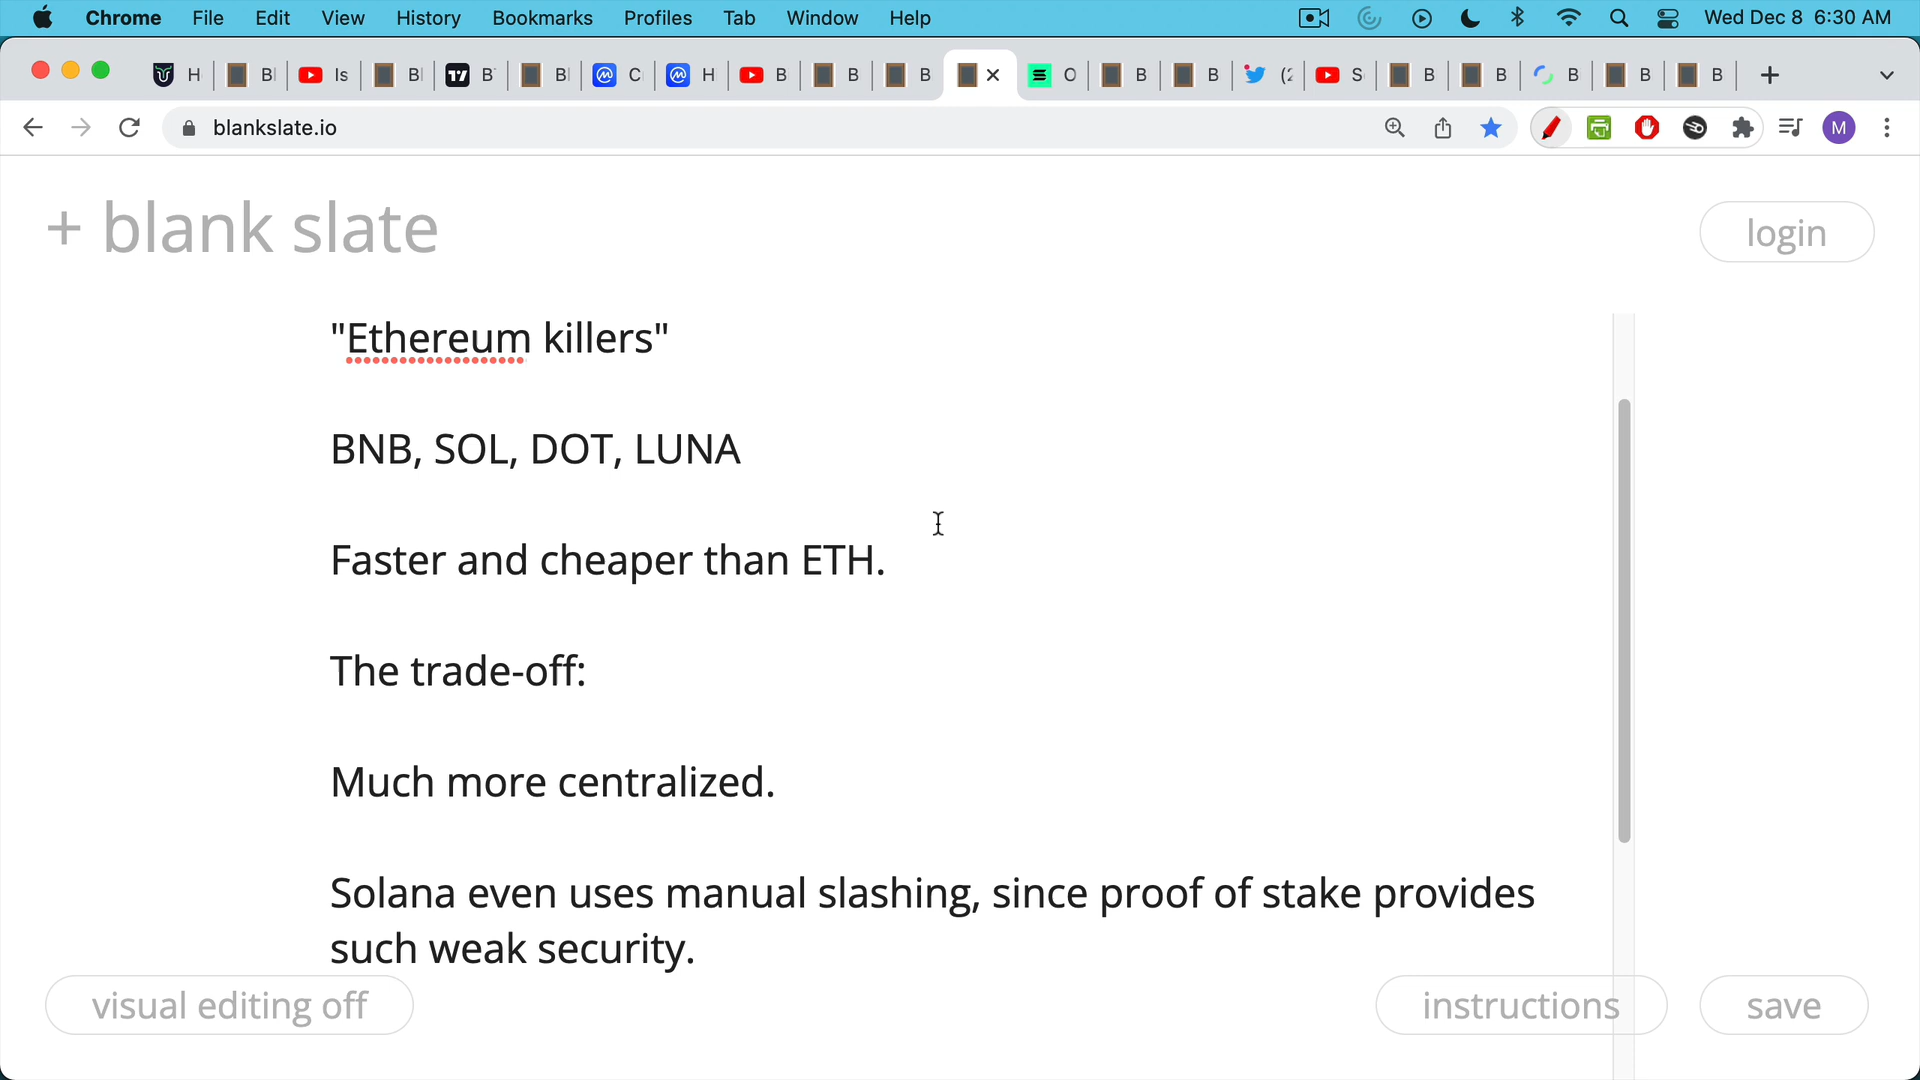 Chrome File Edit View History Bookmarks Profiles Tab Window Help Wed Dec 8 6:30 AM
H B Is B B B C H B B B O B B (2 S B B B B B
blankslate.io M
+ blank slate
login
"Ethereum killers"
BNB, SOL, DOT, LUNA
Faster and cheaper than ETH.
The trade-off:
Much more centralized.
Solana even uses manual slashing, since proof of stake provides
such weak security.
visual editing off
instructions
save